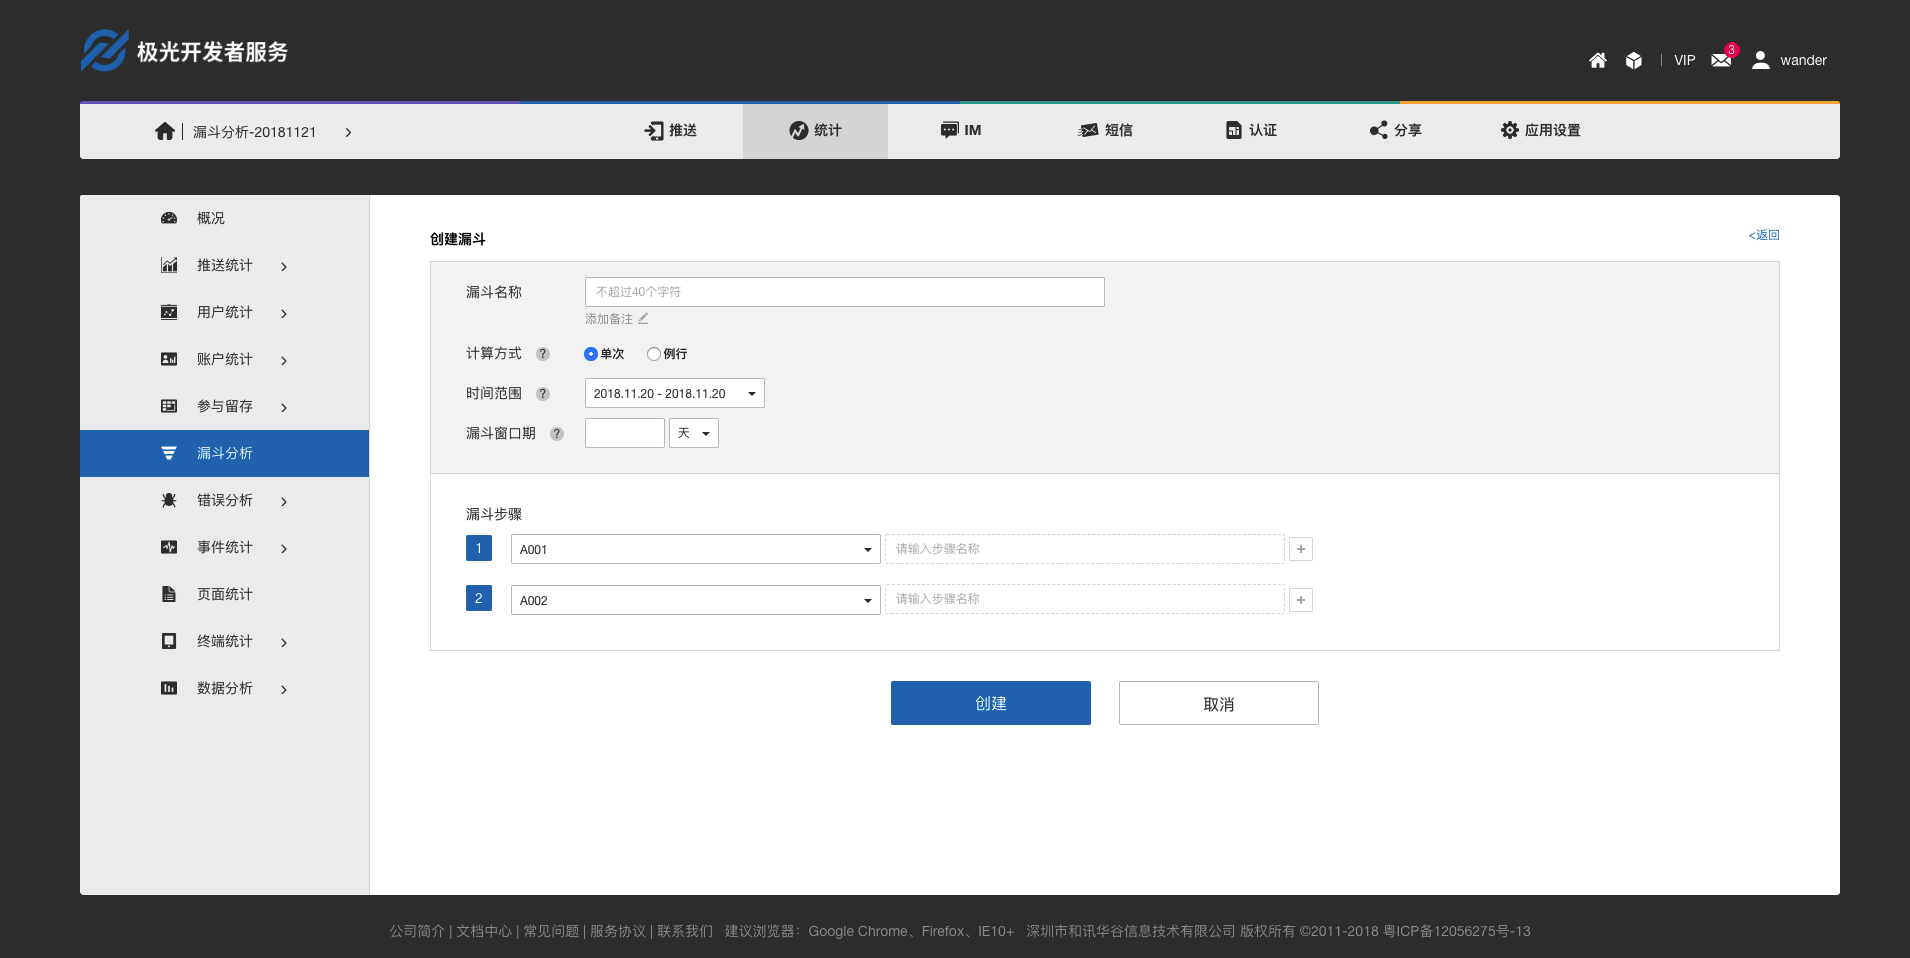 极光开发者服务
VIP 3 wander
漏斗分析-20181121
推送 统计 IM 短信 认证 分享 应用设置
概况
推送统计
用户统计
账户统计
参与留存
漏斗分析
错误分析
事件统计
页面统计
终端统计
数据分析
创建漏斗 <返回
漏斗名称 不超过40个字符
添加备注
计算方式 ? 单次 例行
时间范围 ? 2018.11.20 - 2018.11.20
漏斗窗口期 ? 天
漏斗步骤
1 A001 请输入步骤名称 +
2 A002 请输入步骤名称 +
创建 取消
公司简介 | 文档中心 | 常见问题 | 服务协议 | 联系我们 建议浏览器：Google Chrome、Firefox、IE10+ 深圳市和讯华谷信息技术有限公司 版权所有 ©2011-2018 粤ICP备12056275号-13